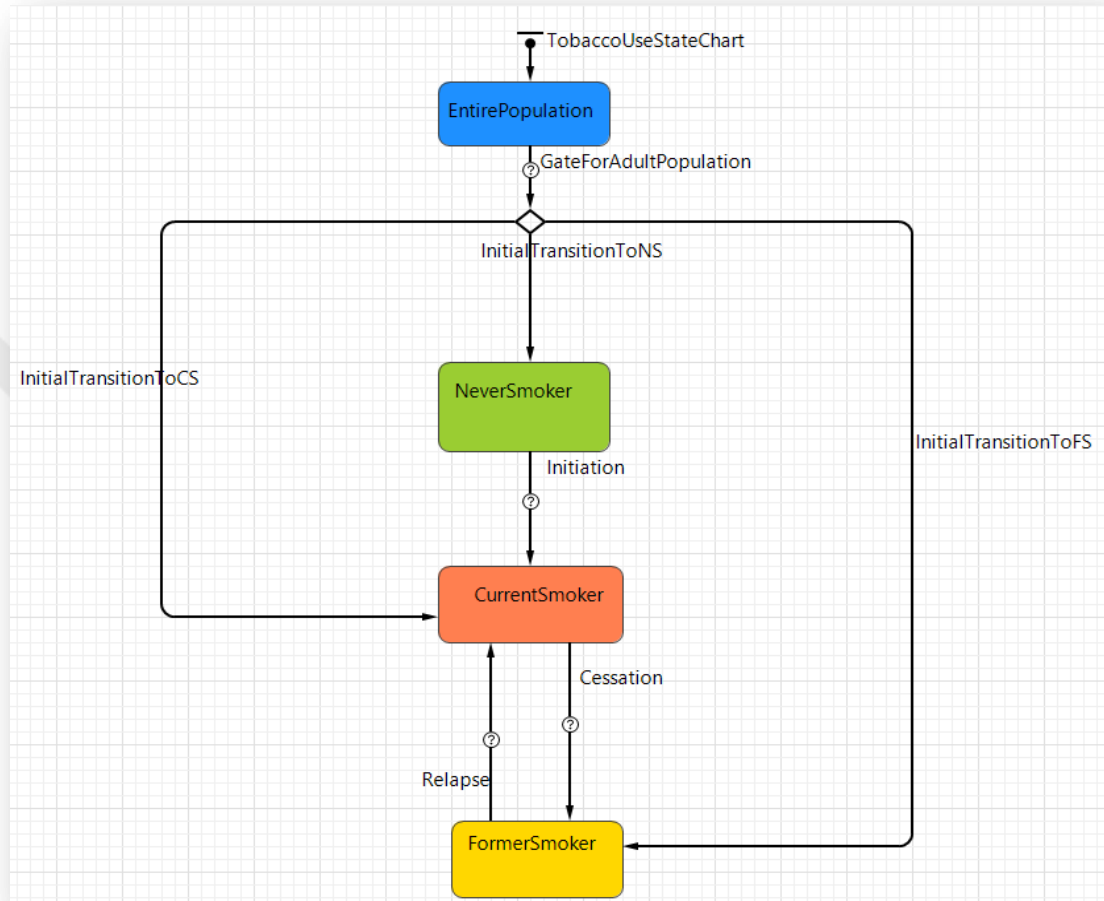 TobaccoUseStateChart
EntirePopulation
?
GateForAdultPopulation
InitialTransitionToNS
InitialTransitionToCS
NeverSmoker
InitialTransitionToFS
Initiation
?
CurrentSmoker
Cessation
?
?
Relapse
FormerSmoker